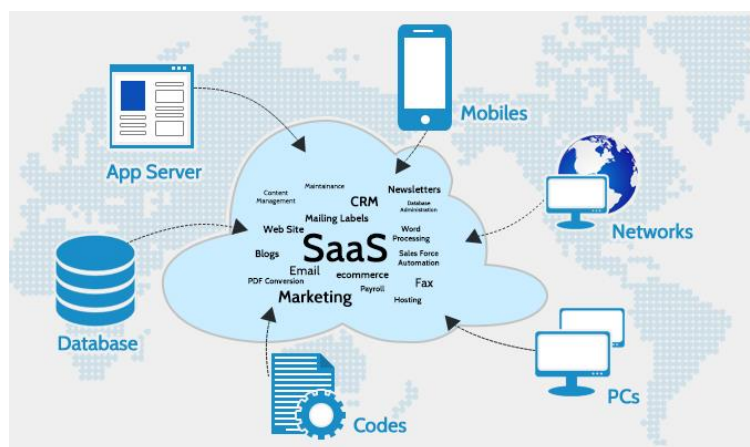 Mobiles
App Server
Content
Management
Maintainance
CRM
Newsletters
Database
Administration
Mailing Labels
Web Site
Word
Processing
SaaS
Blogs
Sales Force
Automation
Email
ecommerce
PDF Conversion
Payroll
Fax
Marketing
Hosting
Networks
Database
Codes
PCs